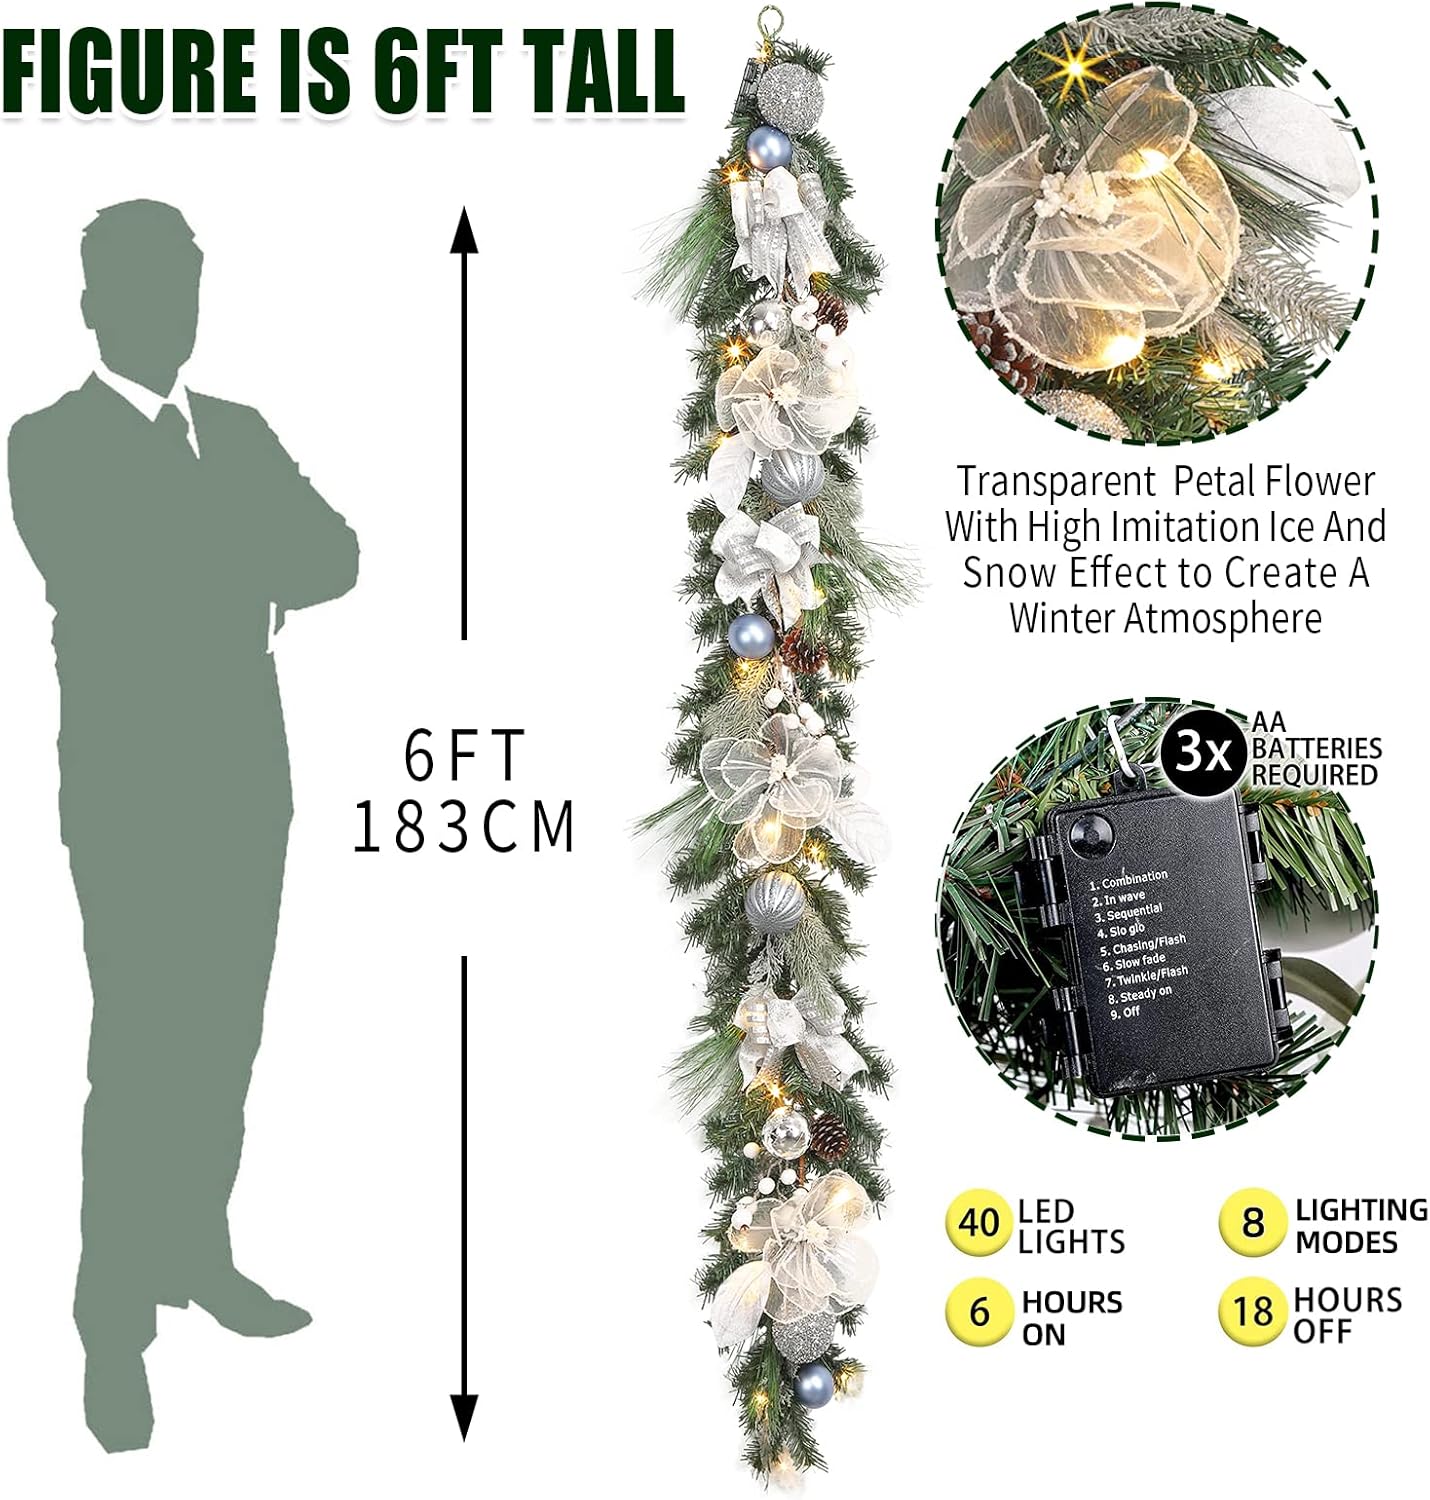 FIGURE IS 6FT TALL
6FT
183CM
Transparent Petal Flower
With High Imitation Ice And
Snow Effect to Create A
Winter Atmosphere
3x
AA
BATTERIES
REQUIRED
1. Combination
2. In wave
3. Sequential
4. Slo glo
5. Chasing/Flash
6. Slow fade
7. Twinkle/Flash
8. Steady on
9. Off
40 LED
LIGHTS
8 LIGHTING
MODES
6 HOURS
ON
18 HOURS
OFF